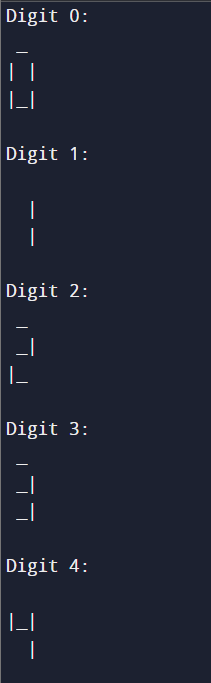 Digit 0:
 _
| |
|_|

Digit 1:

  |
  |

Digit 2:
 _
 _|
|_

Digit 3:
 _
 _|
 _|

Digit 4:

|_|
  |